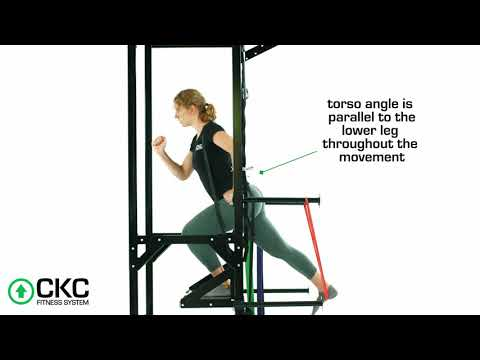 torso angle is
parallel to the
lower leg
throughout the
movement
CKC
FITNESS SYSTEM